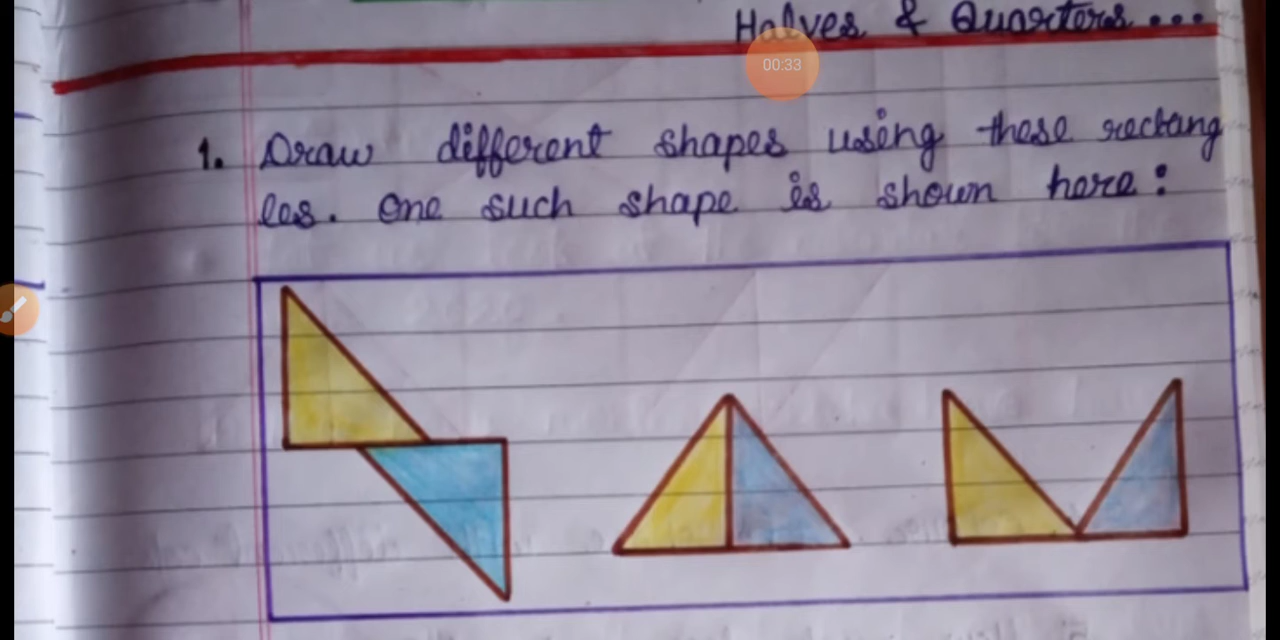 Halves & Quarters...
00:33
1. Draw different shapes using these rectang
les. One such shape is shown here: